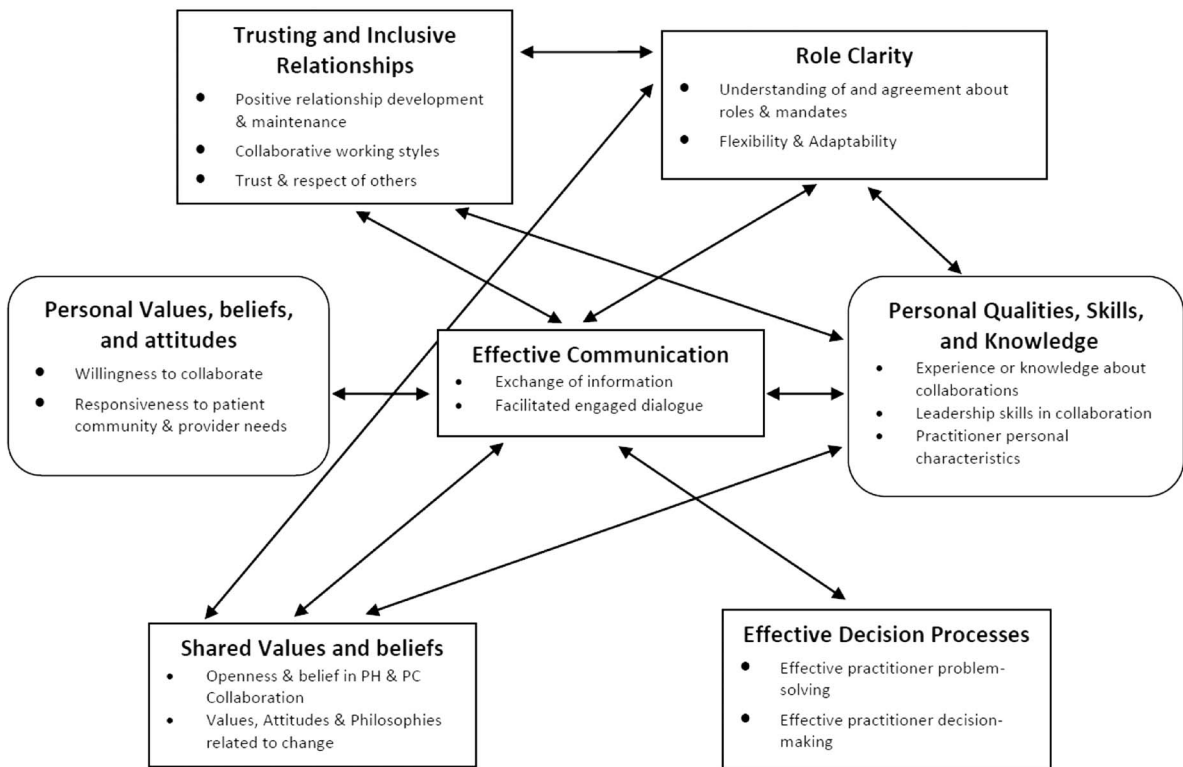 Trusting and Inclusive
Relationships
● Positive relationship development
& maintenance
● Collaborative working styles
● Trust & respect of others
Role Clarity
● Understanding of and agreement about
roles & mandates
● Flexibility & Adaptability
Personal Values, beliefs,
and attitudes
● Willingness to collaborate
● Responsiveness to patient
community & provider needs
Effective Communication
• Exchange of information
• Facilitated engaged dialogue
Personal Qualities, Skills,
and Knowledge
• Experience or knowledge about
collaborations
• Leadership skills in collaboration
• Practitioner personal
characteristics
Shared Values and beliefs
• Openness & belief in PH & PC
Collaboration
• Values, Attitudes & Philosophies
related to change
Effective Decision Processes
● Effective practitioner problem-
solving
● Effective practitioner decision-
making